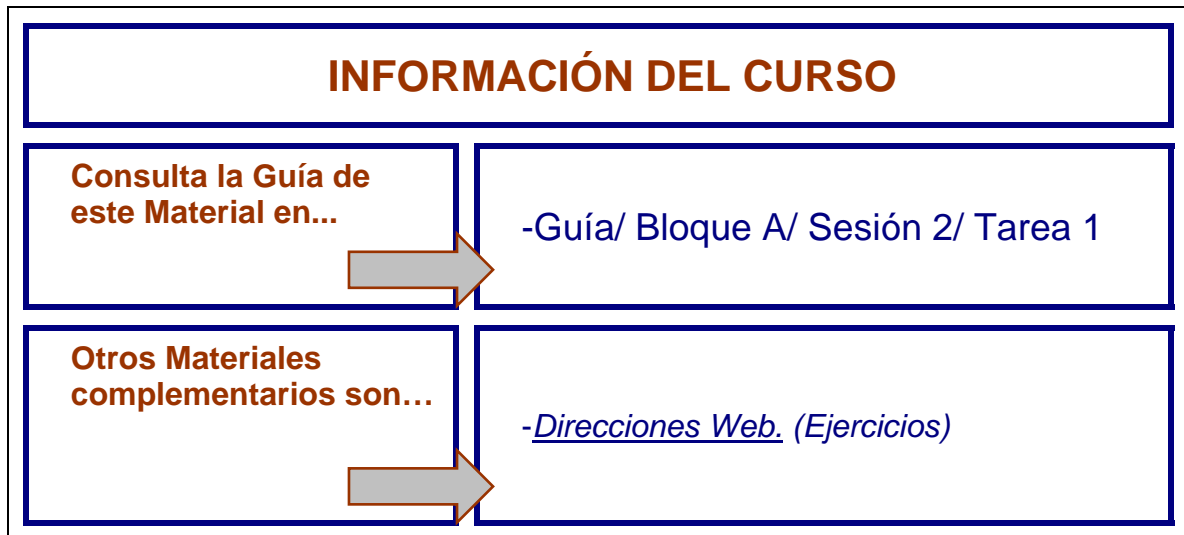 INFORMACIÓN DEL CURSO
Consulta la Guía de
este Material en...
-Guía/ Bloque A/ Sesión 2/ Tarea 1
Otros Materiales
complementarios son…
-Direcciones Web. (Ejercicios)